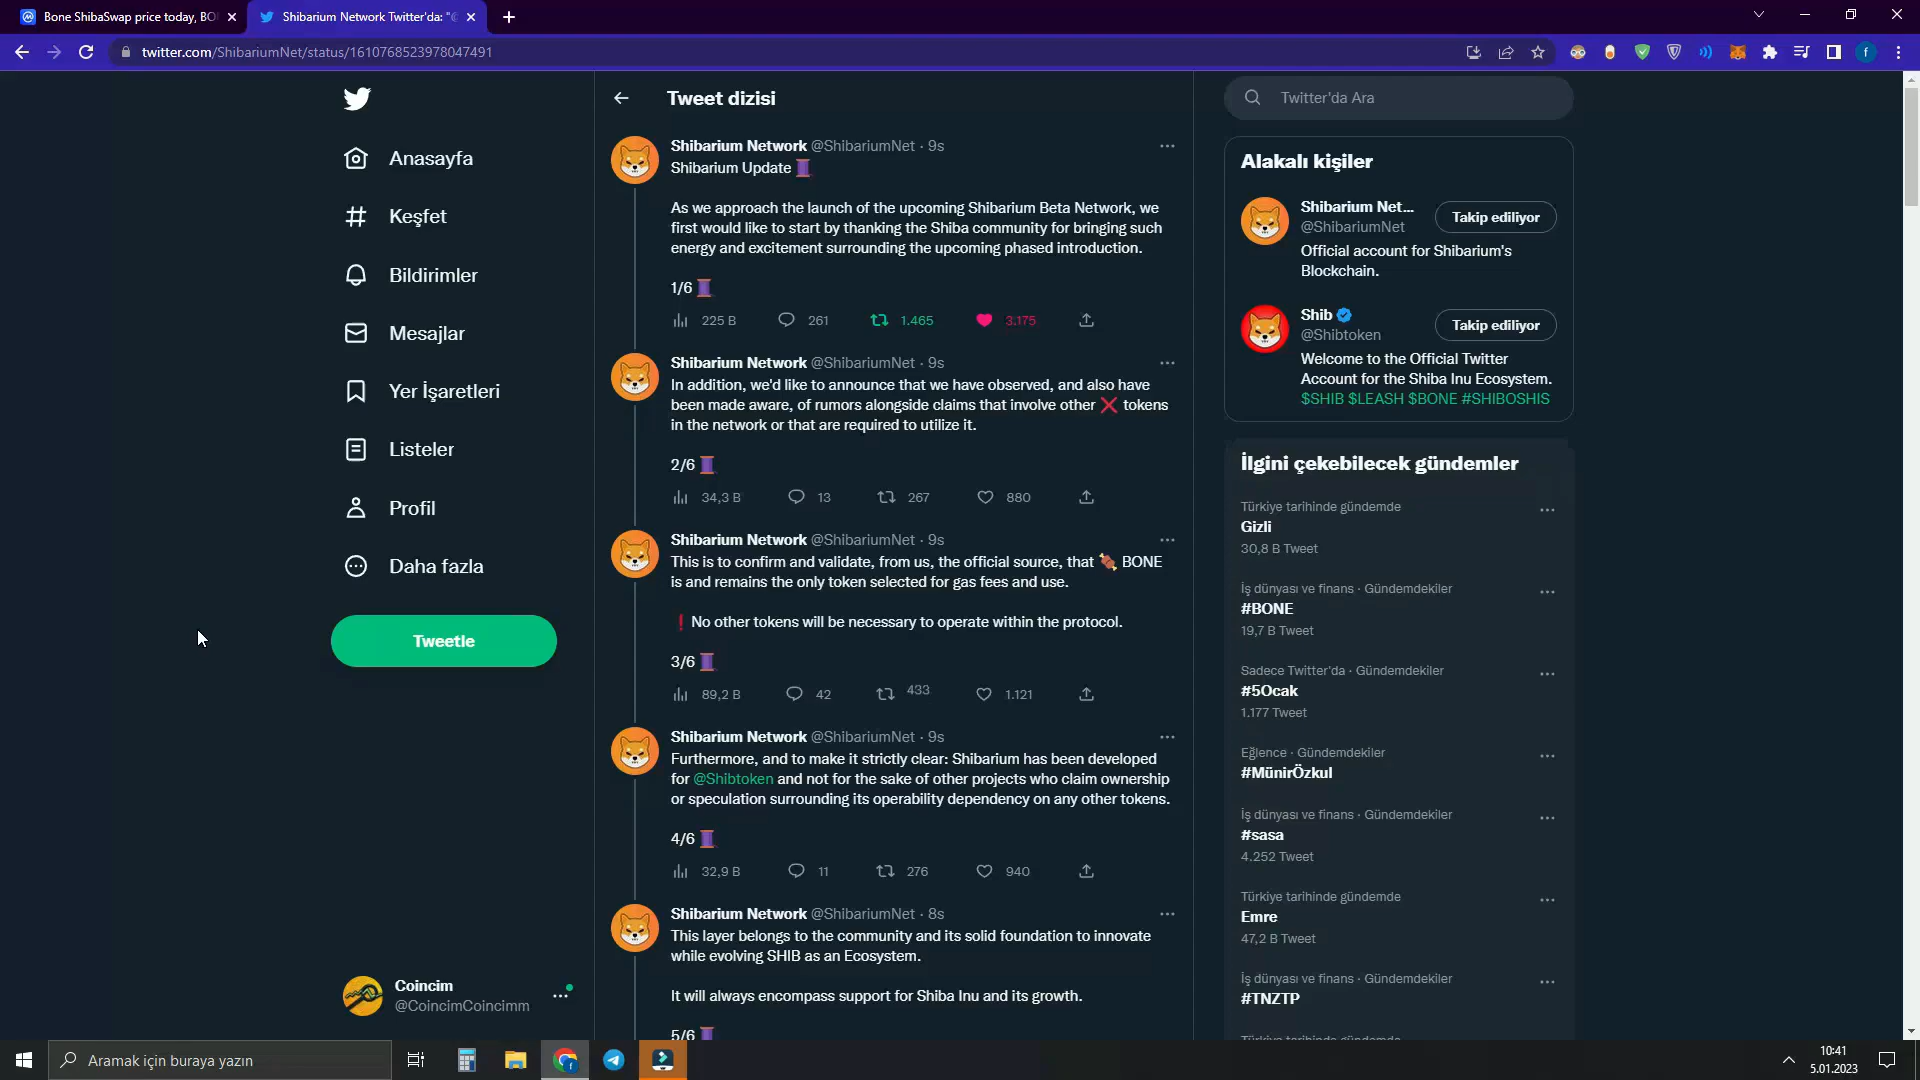 Bone ShibaSwap price today, BO
Shibarium Network Twitter'da: "@
twitter.com/ShibariumNet/status/1610768523978047491
f
Anasayfa
Keşfet
Bildirimler
Mesajlar
Yer İşaretleri
Listeler
Profil
Daha fazla
Tweetle
Coincim
@CoincimCoincimm
Tweet dizisi
Shibarium Network @ShibariumNet · 9s
Shibarium Update
As we approach the launch of the upcoming Shibarium Beta Network, we
first would like to start by thanking the Shiba community for bringing such
energy and excitement surrounding the upcoming phased introduction.
1/6
225 B 261 1.465 3.175
Shibarium Network @ShibariumNet · 9s
In addition, we'd like to announce that we have observed, and also have
been made aware, of rumors alongside claims that involve other ❌ tokens
in the network or that are required to utilize it.
2/6
34,3 B 13 267 880
Shibarium Network @ShibariumNet · 9s
This is to confirm and validate, from us, the official source, that 🍖 BONE
is and remains the only token selected for gas fees and use.
❗No other tokens will be necessary to operate within the protocol.
3/6
89,2 B 42 433 1.121
Shibarium Network @ShibariumNet · 9s
Furthermore, and to make it strictly clear: Shibarium has been developed
for @Shibtoken and not for the sake of other projects who claim ownership
or speculation surrounding its operability dependency on any other tokens.
4/6
32,9 B 11 276 940
Shibarium Network @ShibariumNet · 8s
This layer belongs to the community and its solid foundation to innovate
while evolving SHIB as an Ecosystem.
It will always encompass support for Shiba Inu and its growth.
5/6
Twitter'da Ara
Alakalı kişiler
Shibarium Net...
@ShibariumNet
Takip ediliyor
Official account for Shibarium's
Blockchain.
Shib
@Shibtoken
Takip ediliyor
Welcome to the Official Twitter
Account for the Shiba Inu Ecosystem.
$SHIB $LEASH $BONE #SHIBOSHIS
İlgini çekebilecek gündemler
Türkiye tarihinde gündemde
Gizli
30,8 B Tweet
İş dünyası ve finans · Gündemdekiler
#BONE
19,7 B Tweet
Sadece Twitter'da · Gündemdekiler
#5Ocak
1.177 Tweet
Eğlence · Gündemdekiler
#MünirÖzkul
İş dünyası ve finans · Gündemdekiler
#sasa
4.252 Tweet
Türkiye tarihinde gündemde
Emre
47,2 B Tweet
İş dünyası ve finans · Gündemdekiler
#TNZTP
Türkiye tarihinde gündemde
Aramak için buraya yazın
10:41
5.01.2023